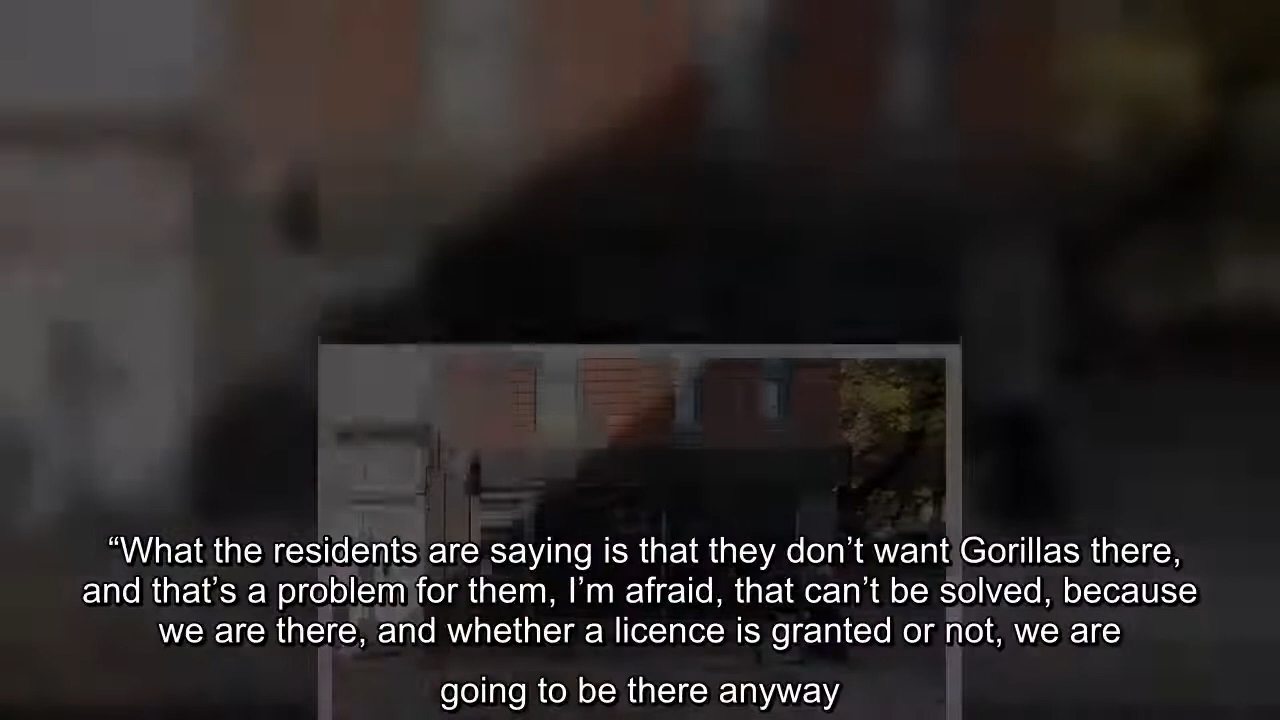 “What the residents are saying is that they don’t want Gorillas there,
and that’s a problem for them, I’m afraid, that can’t be solved, because
we are there, and whether a licence is granted or not, we are
going to be there anyway